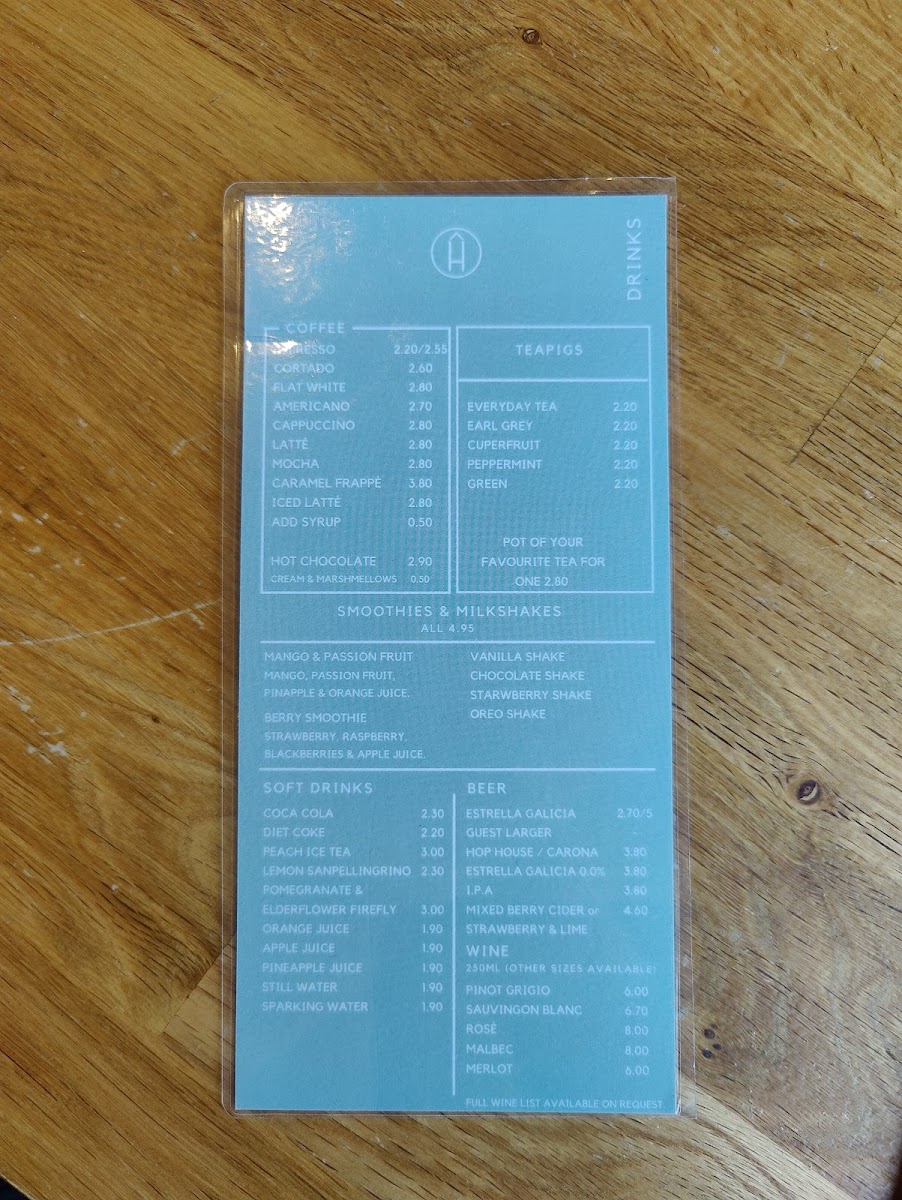 DRINKS
COFFEE
2.20/2.55
CORTADO 2.60
FLAT WHITE 2.80
AMERICANO 2.70
CAPPUCCINO 2.80
LATTÉ 2.80
MOCHA 2.80
CARAMEL FRAPPÉ 3.80
ICED LATTÉ 2.80
ADD SYRUP 0.50
HOT CHOCOLATE 2.90
CREAM & MARSHMELLOWS 0.50
TEAPIGS
EVERYDAY TEA 2.20
EARL GREY 2.20
CUPERFRUIT 2.20
PEPPERMINT 2.20
GREEN 2.20
POT OF YOUR
FAVOURITE TEA FOR
ONE 2.80
SMOOTHIES & MILKSHAKES
ALL 4.95
MANGO & PASSION FRUIT
MANGO, PASSION FRUIT,
PINAPPLE & ORANGE JUICE.
BERRY SMOOTHIE
STRAWBERRY, RASPBERRY,
BLACKBERRIES & APPLE JUICE.
VANILLA SHAKE
CHOCOLATE SHAKE
STARWBERRY SHAKE
OREO SHAKE
SOFT DRINKS
COCA COLA 2.30
DIET COKE 2.20
PEACH ICE TEA 3.00
LEMON SANPELLINGRINO 2.30
POMEGRANATE &
ELDERFLOWER FIREFLY 3.00
ORANGE JUICE 1.90
APPLE JUICE 1.90
PINEAPPLE JUICE 1.90
STILL WATER 1.90
SPARKING WATER 1.90
BEER
ESTRELLA GALICIA 2.70/5
GUEST LARGER
HOP HOUSE / CARONA 3.80
ESTRELLA GALICIA 0.0% 3.80
I.P.A 3.80
MIXED BERRY CIDER or 4.60
STRAWBERRY & LIME
WINE
250ML (OTHER SIZES AVAILABLE)
PINOT GRIGIO 6.00
SAUVINGON BLANC 6.70
ROSÉ 8.00
MALBEC 8.00
MERLOT 6.00
FULL WINE LIST AVAILABLE ON REQUEST